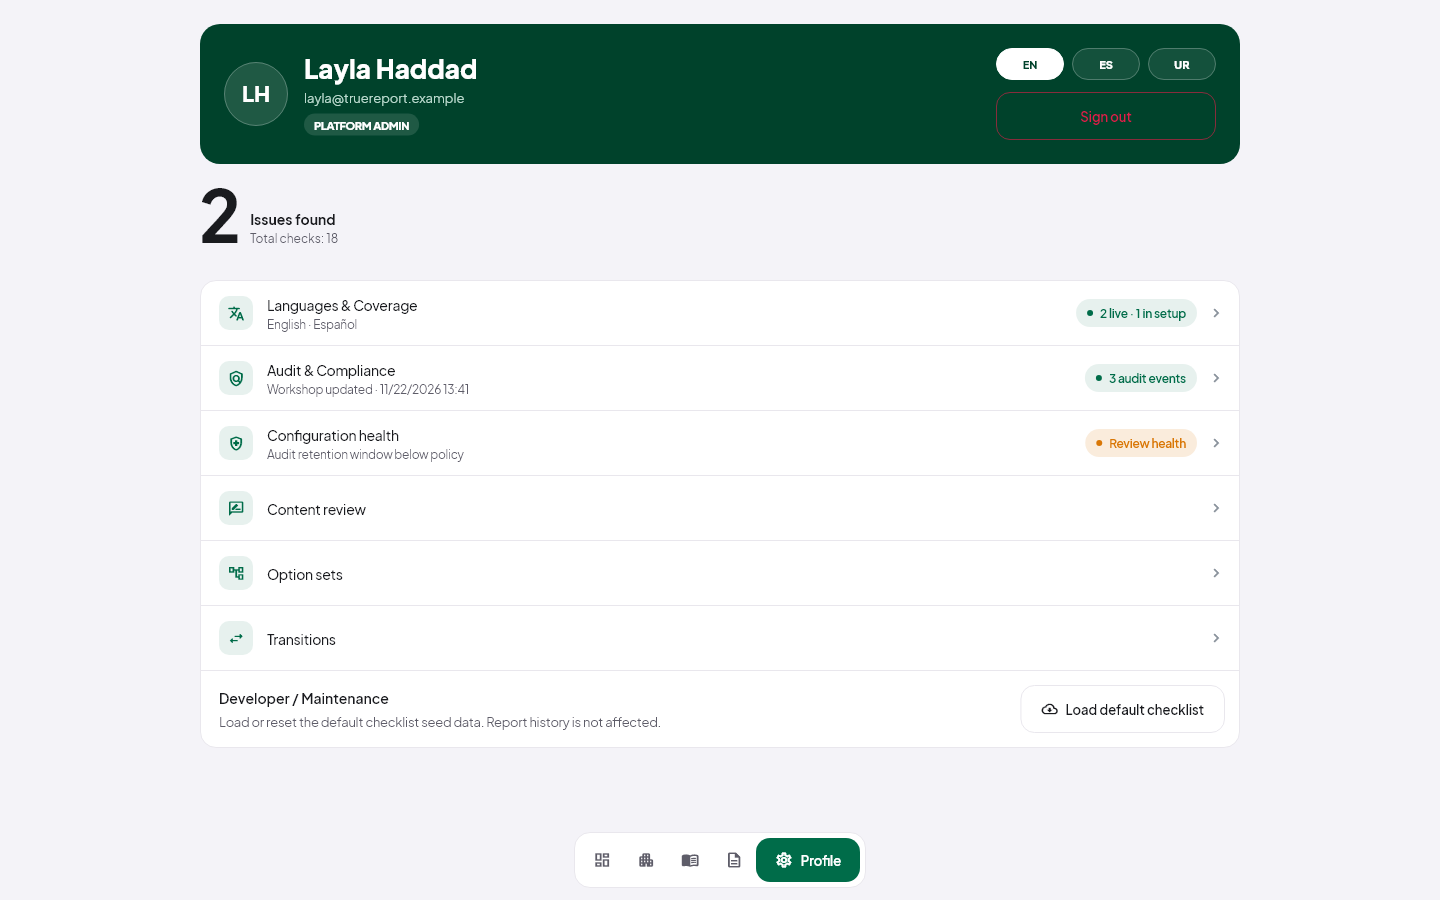 LH
Layla Haddad
layla@truereport.example
PLATFORM ADMIN
EN
ES
UR
Sign out
2
Issues found
Total checks: 18
Languages & Coverage
English · Español
2 live · 1 in setup
Audit & Compliance
Workshop updated · 11/22/2026 13:41
3 audit events
Configuration health
Audit retention window below policy
Review health
Content review
Option sets
Transitions
Developer / Maintenance
Load or reset the default checklist seed data. Report history is not affected.
Load default checklist
Profile